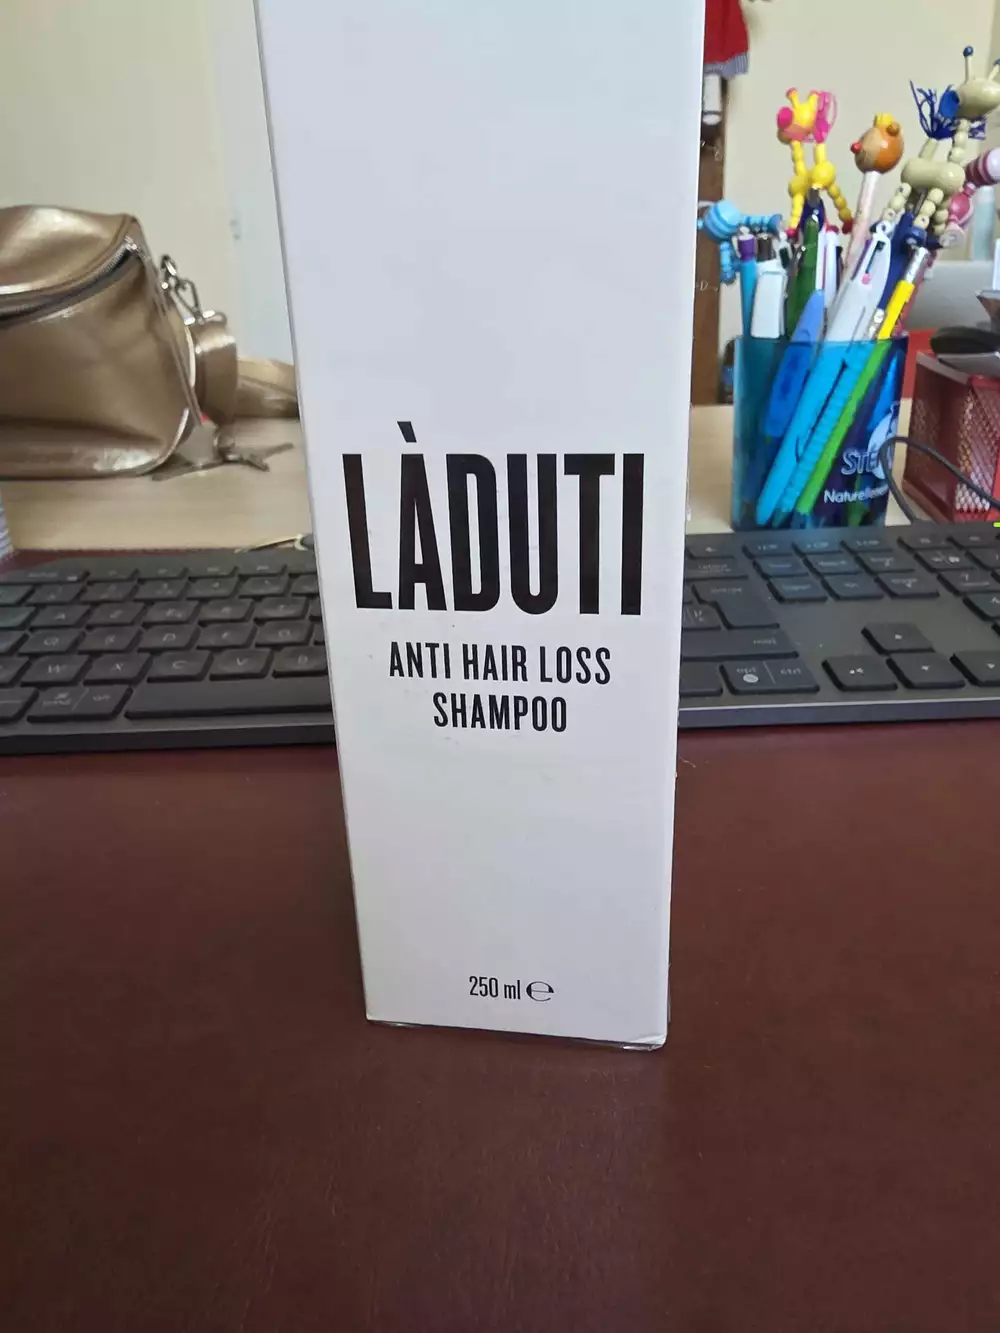 LÀDUTI
ANTI HAIR LOSS
SHAMPOO
250 ml ℮